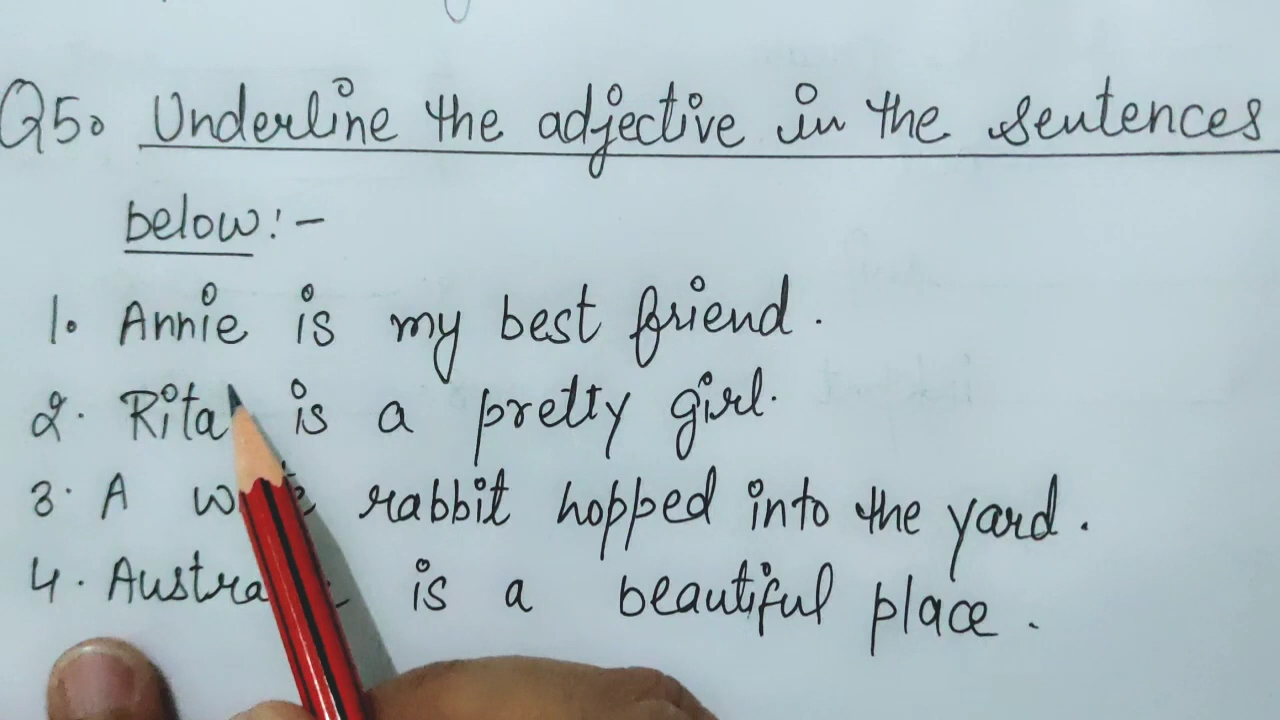 Q5. Underline the adjective in the sentences
below:-
1. Annie is my best friend.
2. Rita is a pretty girl.
3. A rabbit hopped into the yard.
4. is a beautiful place.